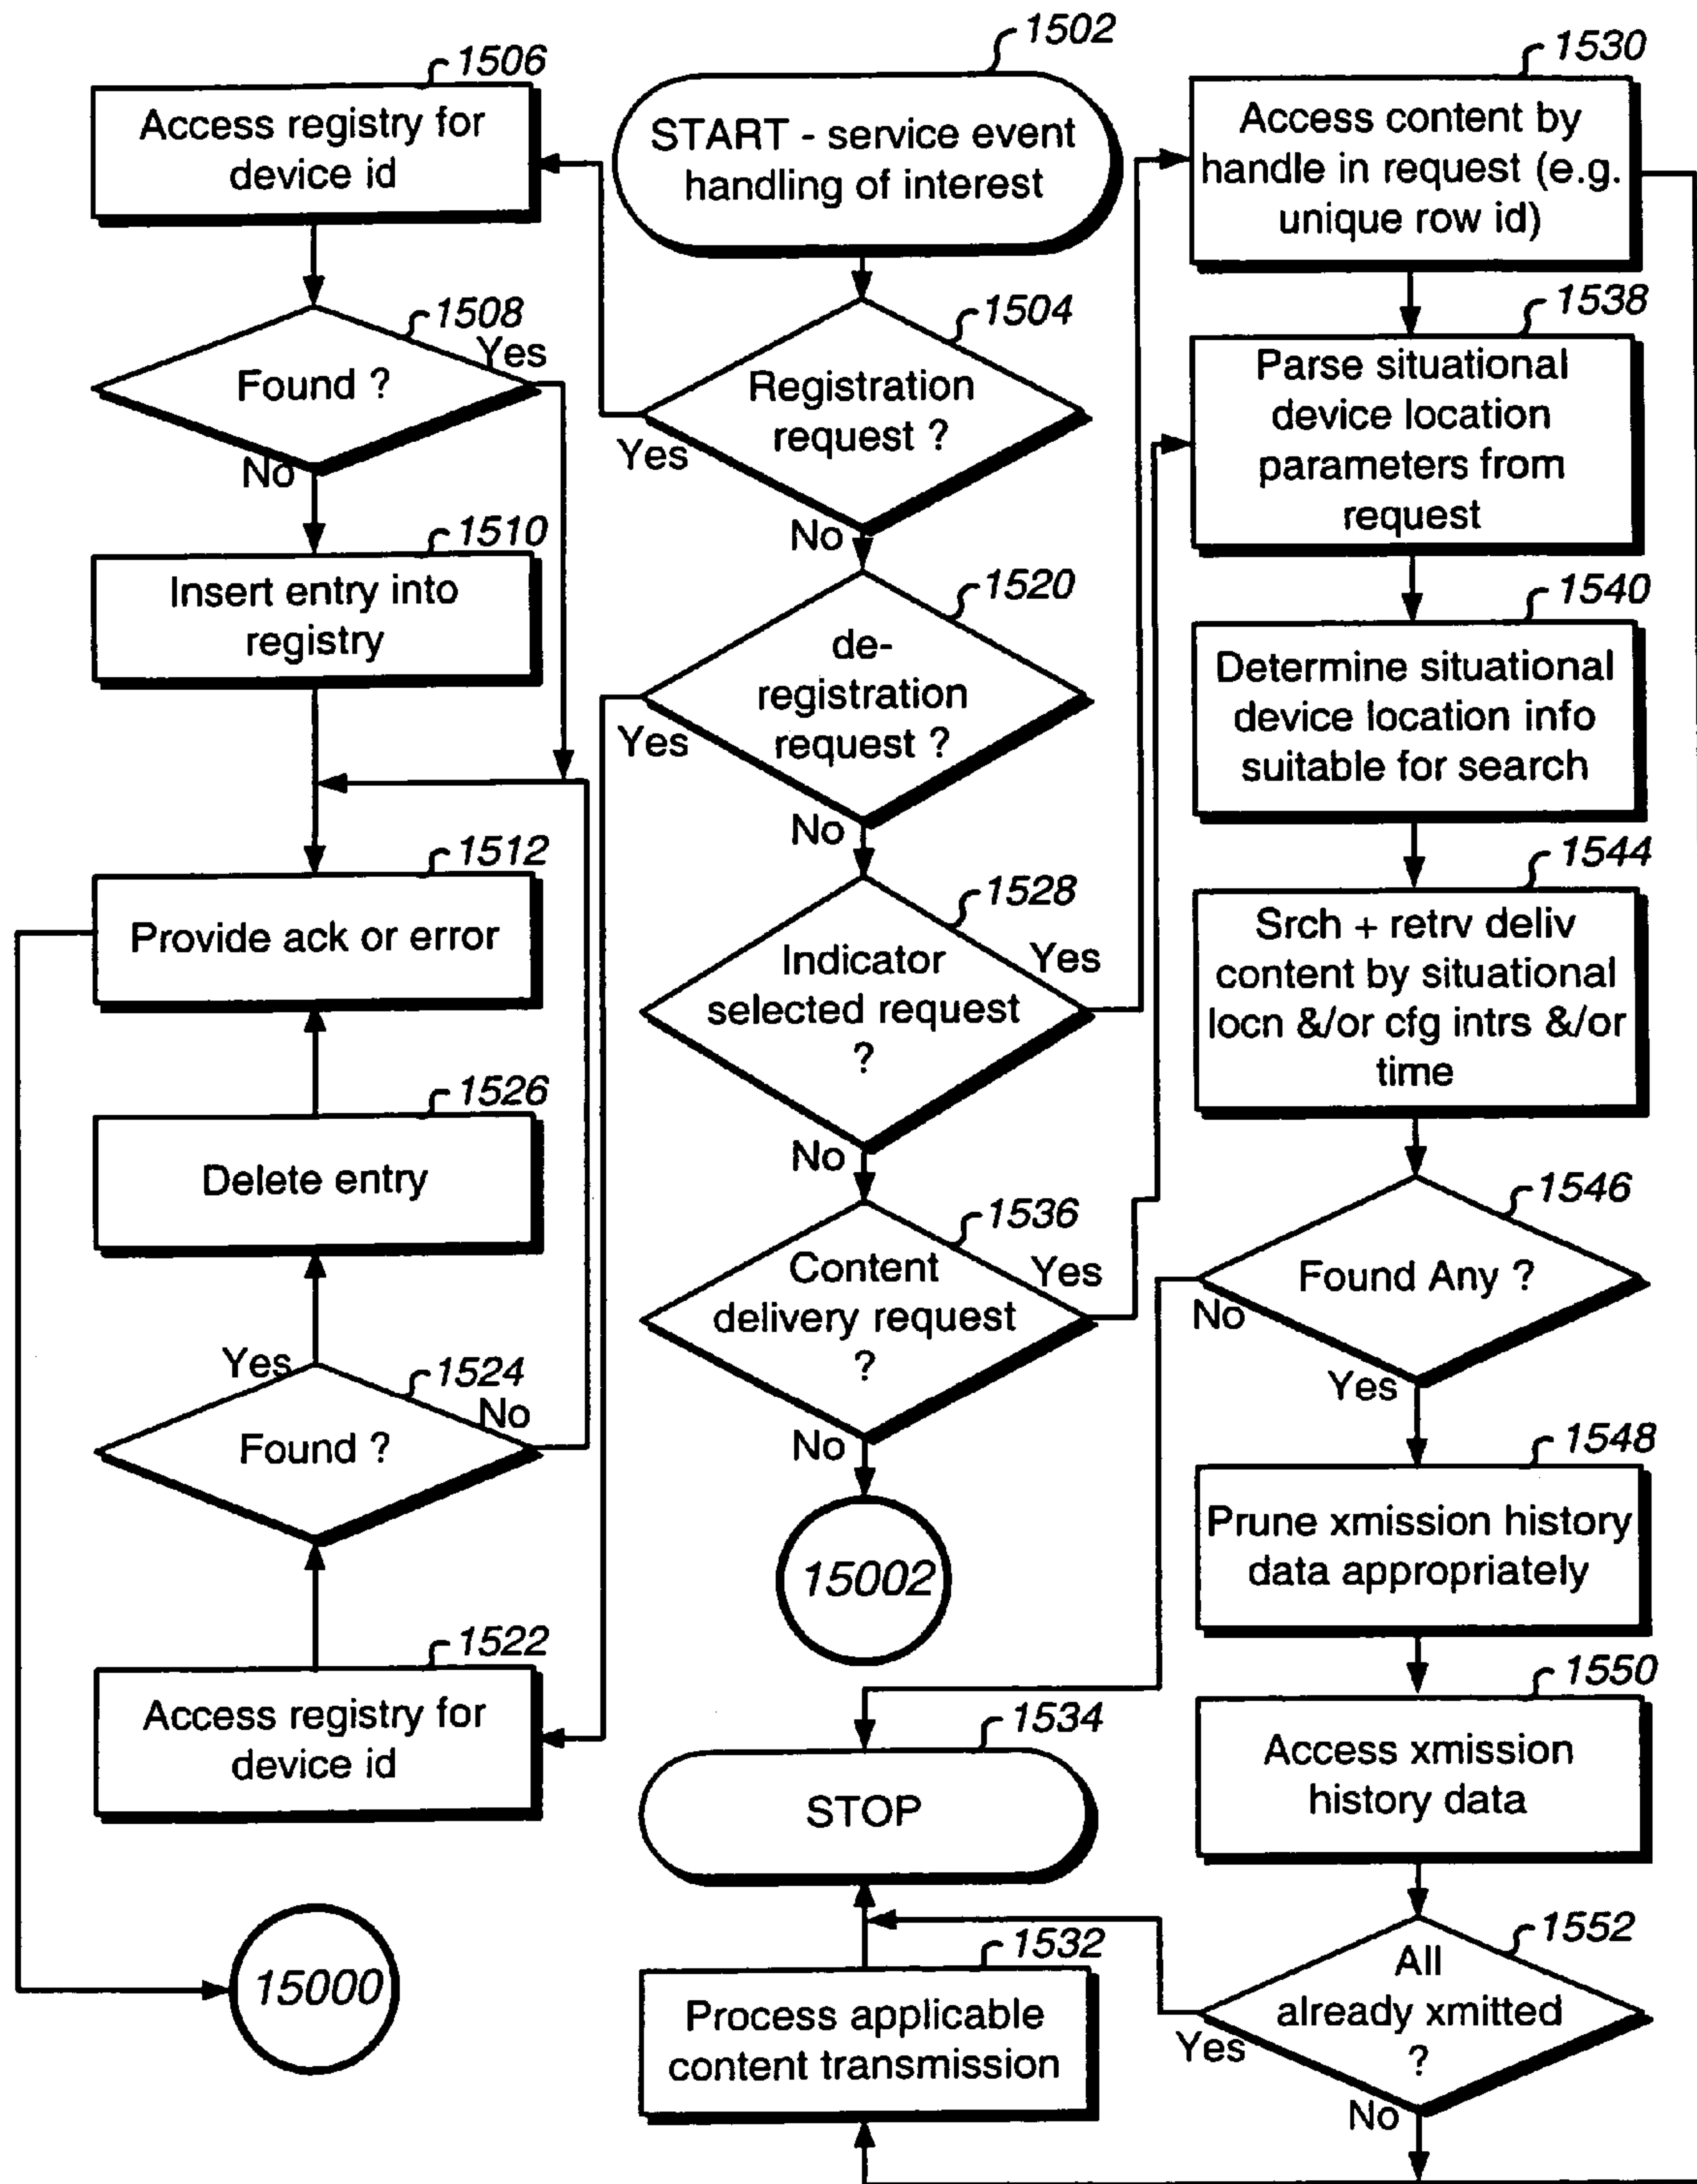 1506
Access registry for
device id
1508
Found ?
Yes
No
1510
Insert entry into
registry
1512
Provide ack or error
1526
Delete entry
Yes
1524
Found ?
No
1522
Access registry for
device id
15000
1502
START - service event
handling of interest
1504
Registration
request ?
Yes
No
1520
de-
registration
request ?
Yes
No
1528
Indicator
selected request
?
Yes
No
1536
Content
delivery request
?
Yes
No
15002
1534
STOP
1532
Process applicable
content transmission
1530
Access content by
handle in request (e.g.
unique row id)
1538
Parse situational
device location
parameters from
request
1540
Determine situational
device location info
suitable for search
1544
Srch + retrv deliv
content by situational
locn &/or cfg intrs &/or
time
1546
Found Any ?
No
Yes
1548
Prune xmission history
data appropriately
1550
Access xmission
history data
1552
All
already xmitted
?
Yes
No